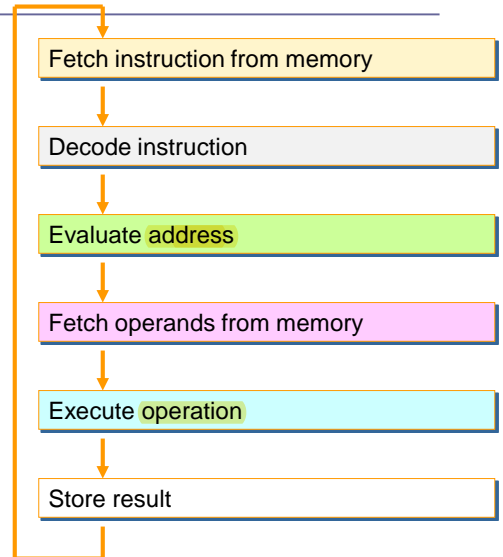 Fetch instruction from memory
Decode instruction
Evaluate address
Fetch operands from memory
Execute operation
Store result